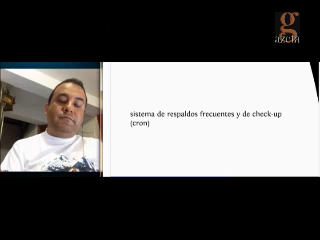 g
sistema de respaldos frecuentes y de check-up
(cron)